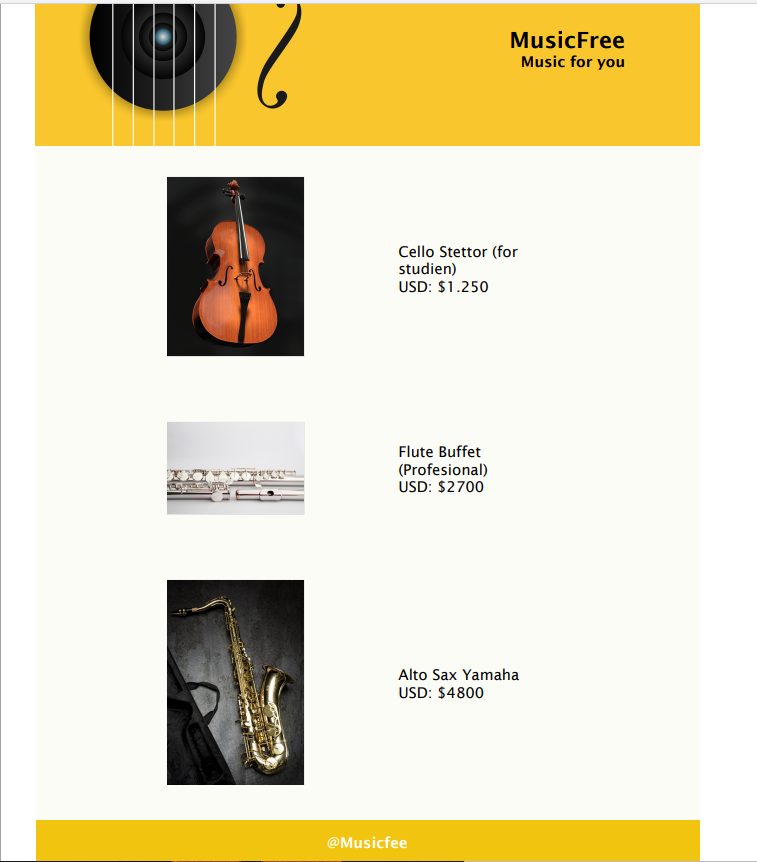 MusicFree
Music for you
Cello Stettor (for
studien)
USD: $1.250
Flute Buffet
(Profesional)
USD: $2700
Alto Sax Yamaha
USD: $4800
@Musicfee